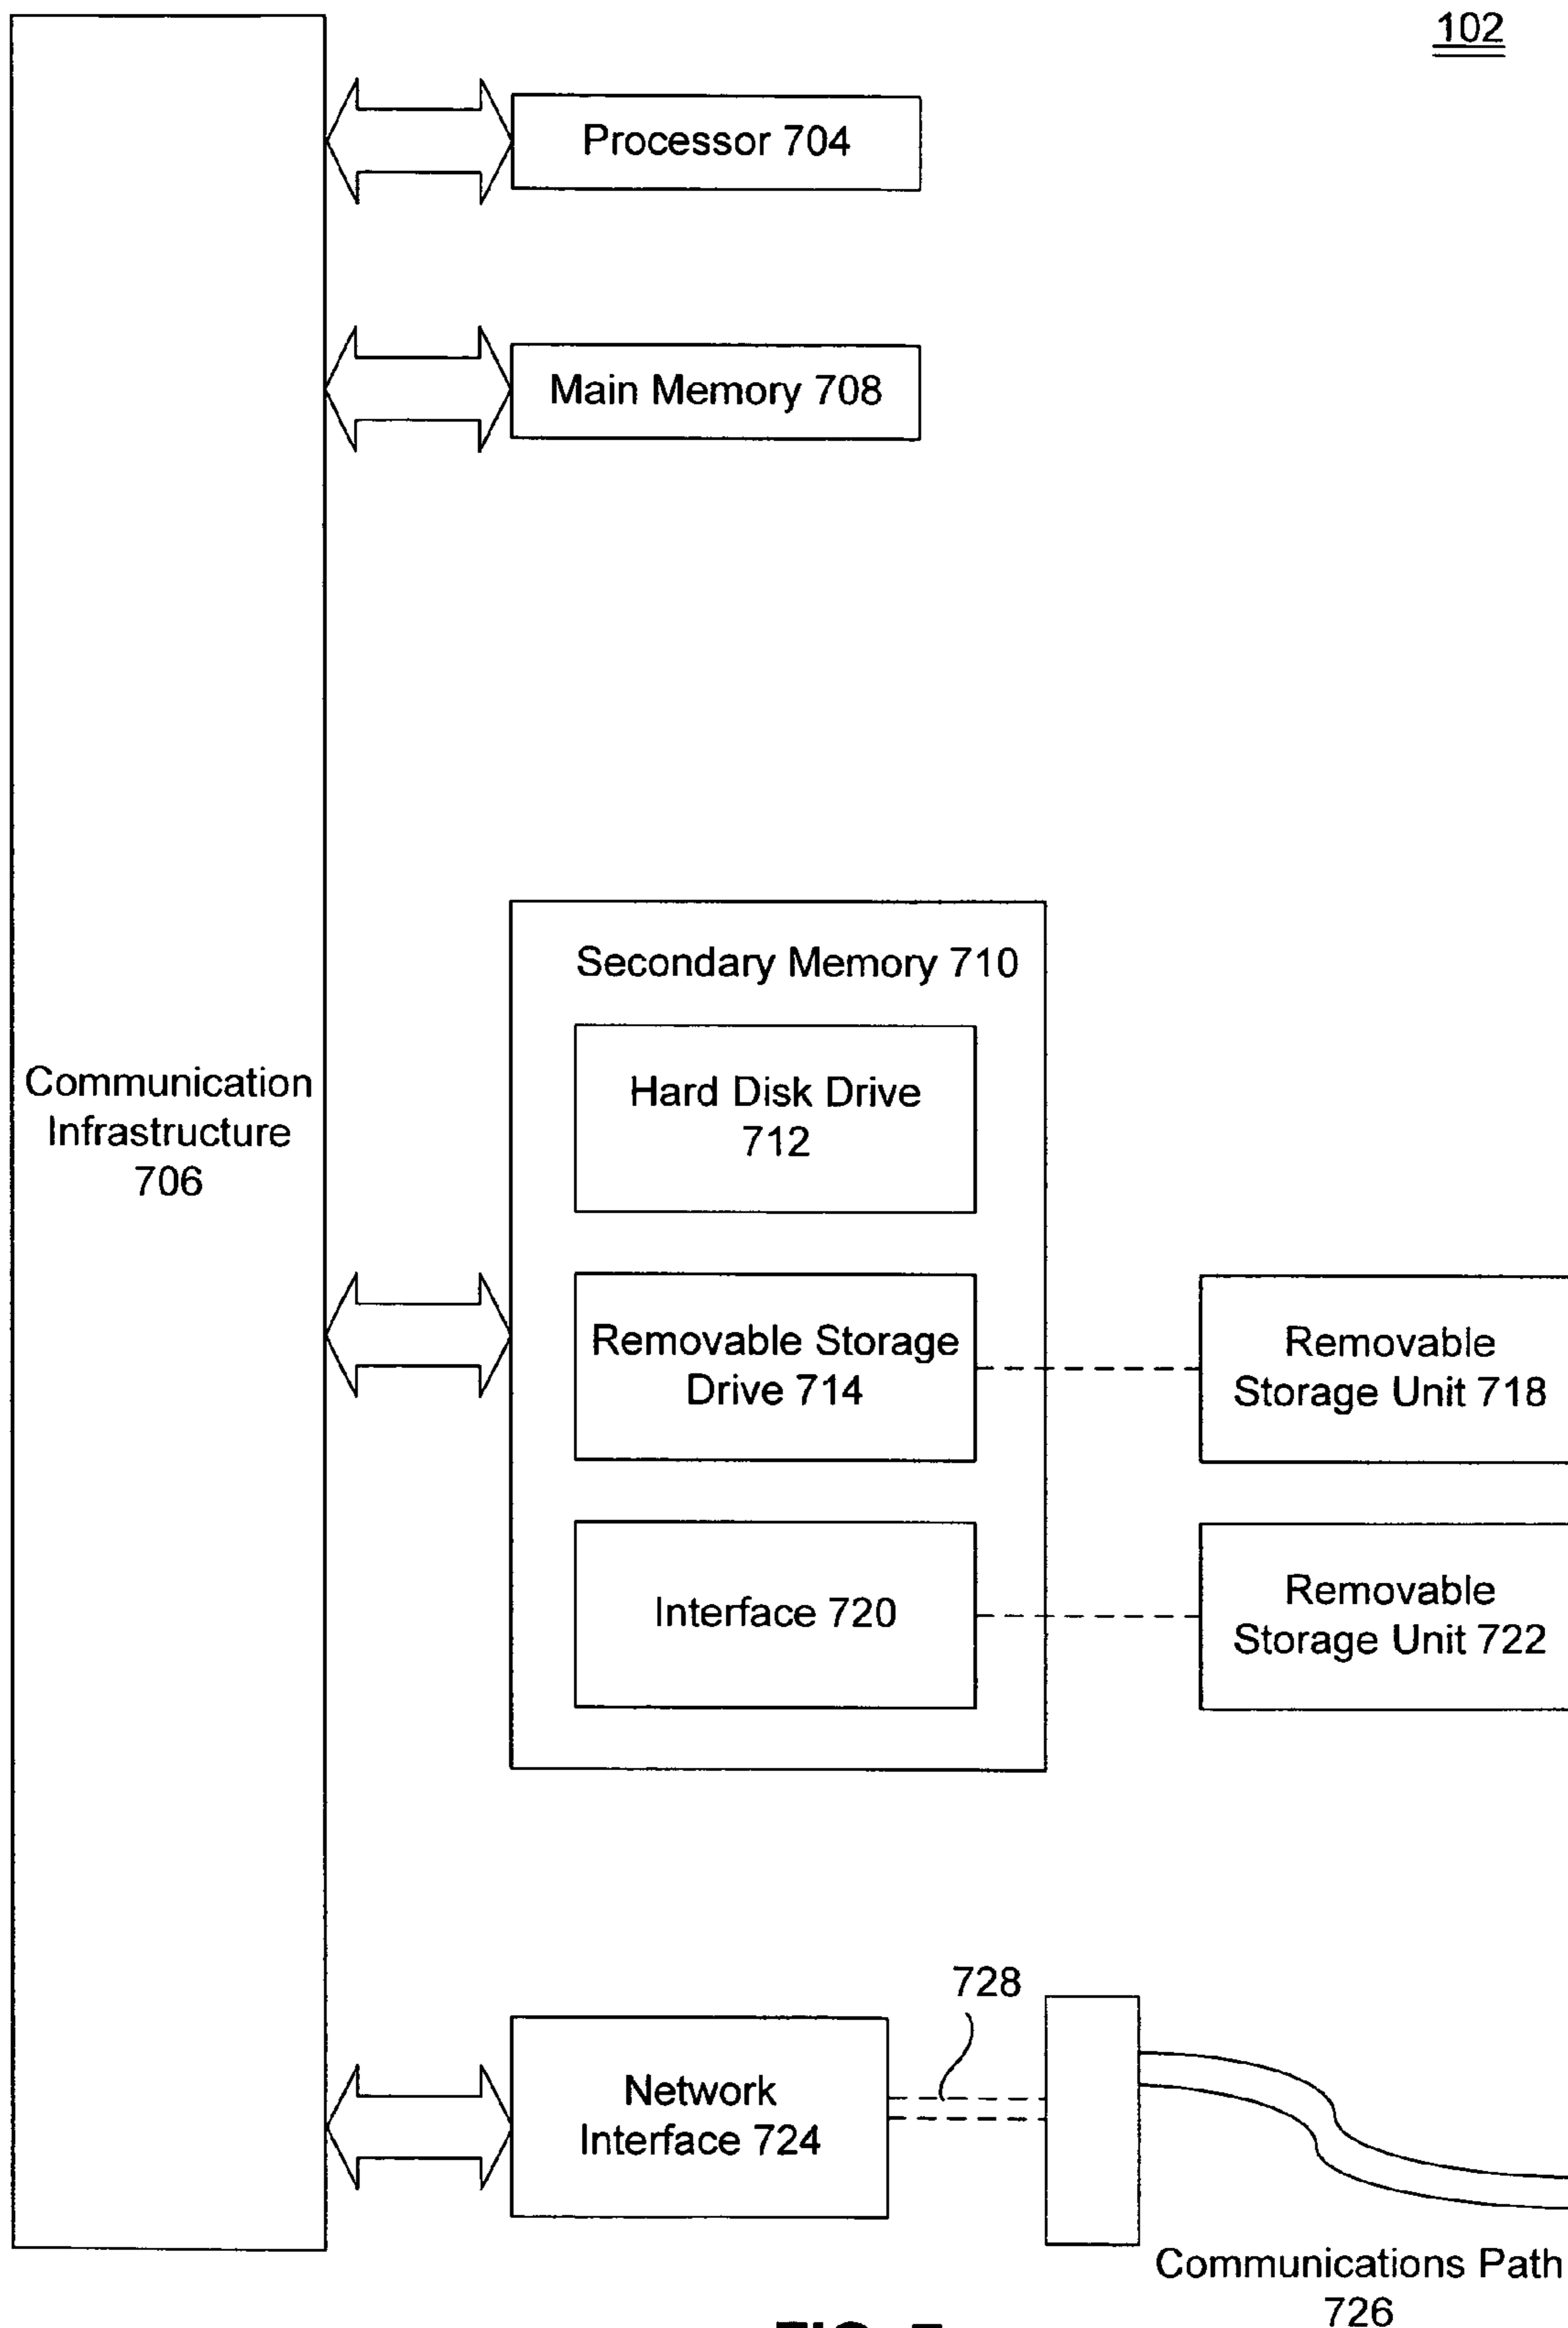 102
Processor 704
Main Memory 708
Secondary Memory 710
Communication
Infrastructure
706
Hard Disk Drive
712
Removable Storage
Drive 714
Removable
Storage Unit 718
Interface 720
Removable
Storage Unit 722
728
Network
Interface 724
Communications Path
726